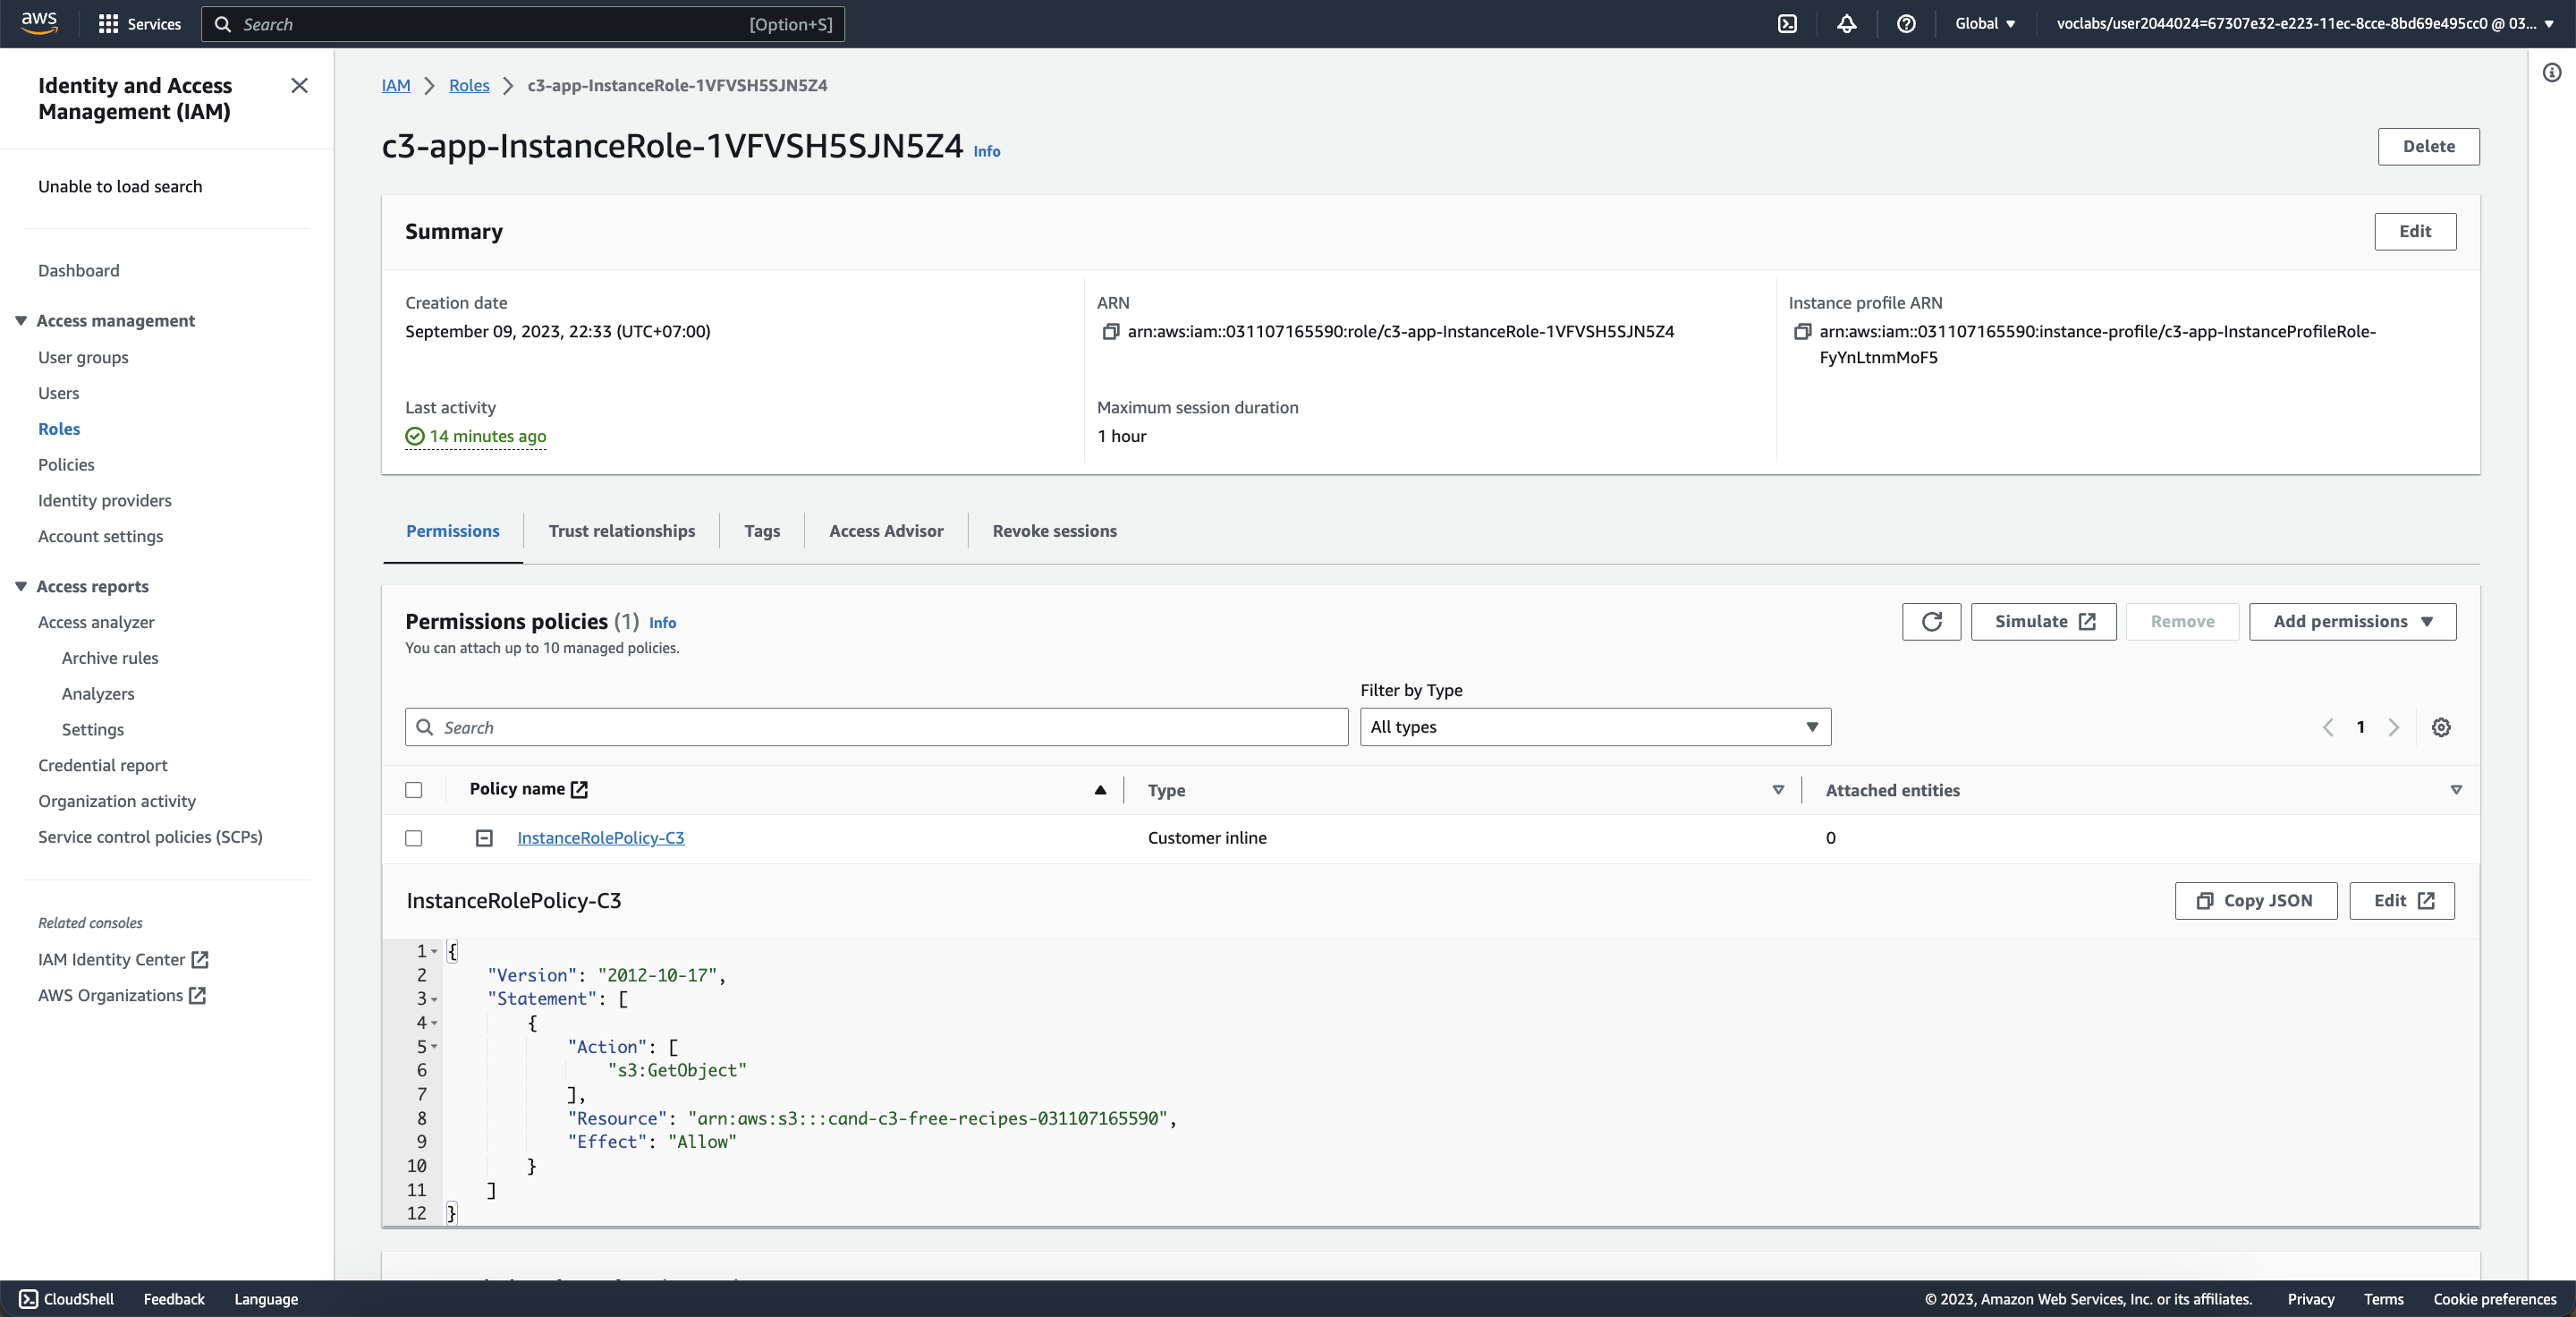 aws
Services
Search
[Option+S]
Global
voclabs/user2044024=67307e32-e223-11ec-8cce-8bd69e495cc0 @ 03...
Identity and Access
Management (IAM)
Unable to load search
Dashboard
Access management
User groups
Users
Roles
Policies
Identity providers
Account settings
Access reports
Access analyzer
Archive rules
Analyzers
Settings
Credential report
Organization activity
Service control policies (SCPs)
Related consoles
IAM Identity Center
AWS Organizations
IAM
Roles
c3-app-InstanceRole-1VFVSH5SJN5Z4
c3-app-InstanceRole-1VFVSH5SJN5Z4 Info
Delete
Summary
Edit
Creation date
September 09, 2023, 22:33 (UTC+07:00)
ARN
arn:aws:iam::031107165590:role/c3-app-InstanceRole-1VFVSH5SJN5Z4
Instance profile ARN
arn:aws:iam::031107165590:instance-profile/c3-app-InstanceProfileRole-
FyYnLtnmMoF5
Last activity
14 minutes ago
Maximum session duration
1 hour
Permissions
Trust relationships
Tags
Access Advisor
Revoke sessions
Permissions policies (1) Info
You can attach up to 10 managed policies.
Simulate
Remove
Add permissions
Filter by Type
Search
All types
1
Policy name
Type
Attached entities
InstanceRolePolicy-C3
Customer inline
0
InstanceRolePolicy-C3
Copy JSON
Edit
1 {
2 "Version": "2012-10-17",
3 "Statement": [
4 {
5 "Action": [
6 "s3:GetObject"
7 ],
8 "Resource": "arn:aws:s3:::cand-c3-free-recipes-031107165590",
9 "Effect": "Allow"
10 }
11 ]
12 }
CloudShell
Feedback
Language
© 2023, Amazon Web Services, Inc. or its affiliates.
Privacy
Terms
Cookie preferences